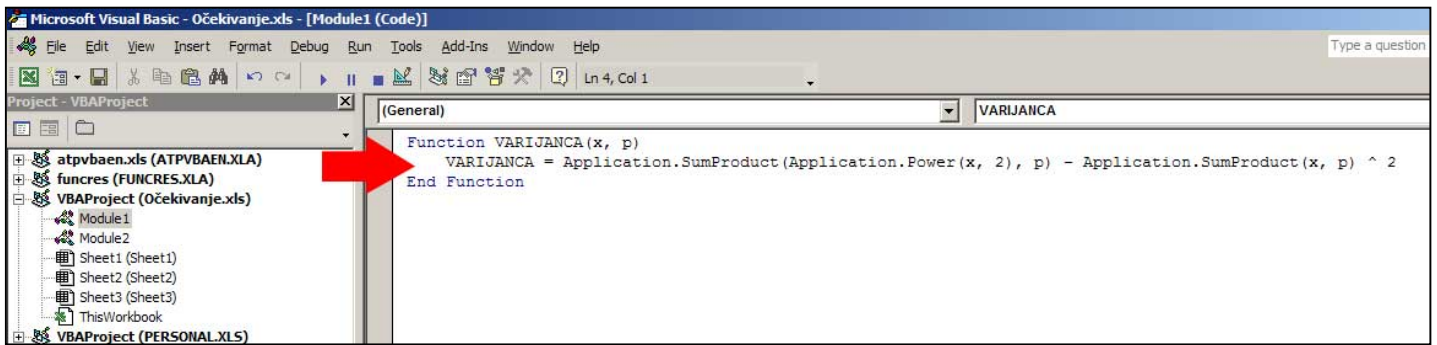 Microsoft Visual Basic - Očekivanje.xls - [Module1 (Code)]
File Edit View Insert Format Debug Run Tools Add-Ins Window Help
Type a question
Ln 4, Col 1
Project - VBAProject
(General)
VARIJANCA
atpvbaen.xls (ATPVBAEN.XLA)
funcres (FUNCRES.XLA)
VBAProject (Očekivanje.xls)
Module1
Module2
Sheet1 (Sheet1)
Sheet2 (Sheet2)
Sheet3 (Sheet3)
ThisWorkbook
VBAProject (PERSONAL.XLS)
Function VARIJANCA(x, p)
VARIJANCA = Application.SumProduct(Application.Power(x, 2), p) - Application.SumProduct(x, p) ^ 2
End Function